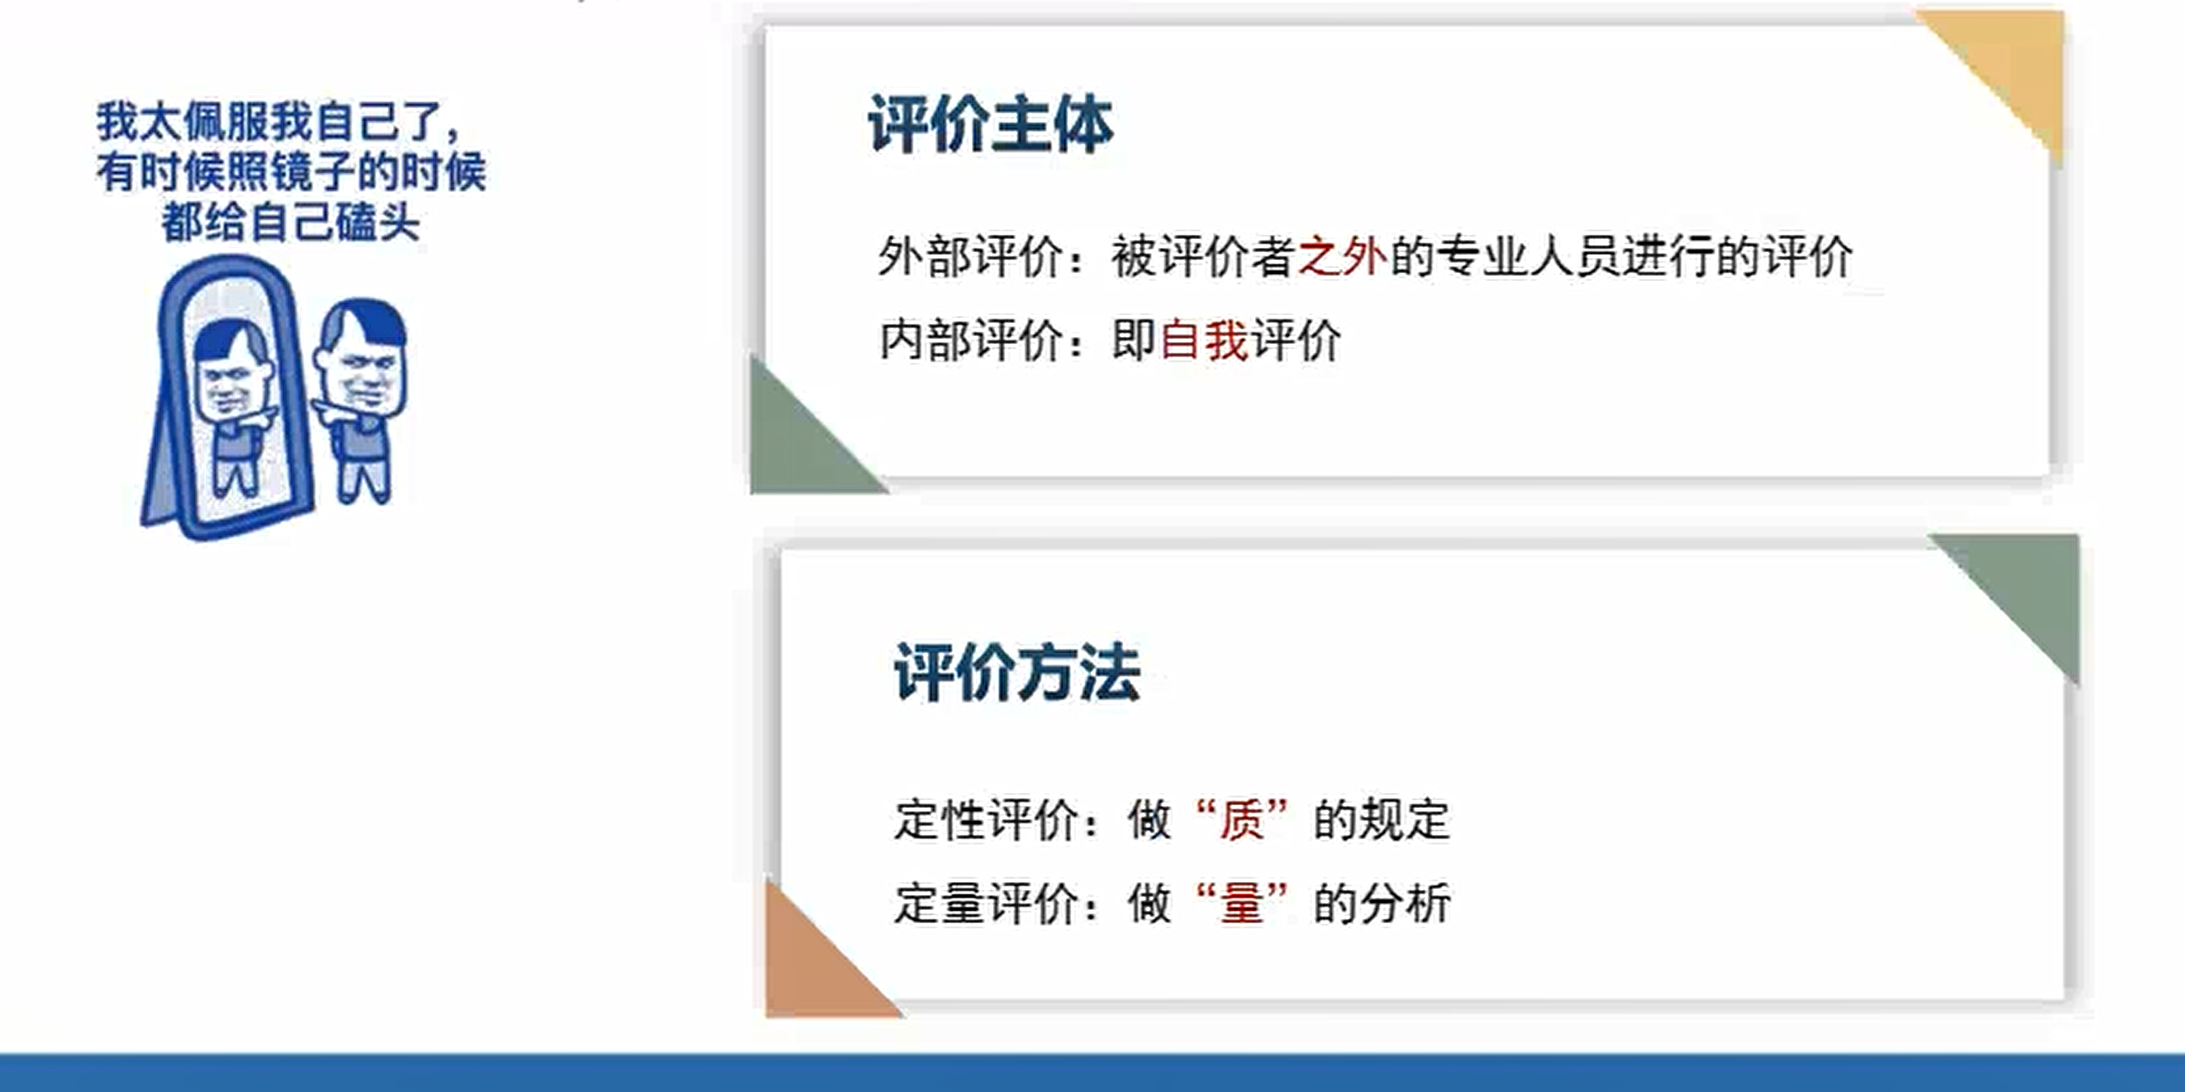 我太佩服我自己了，
有时候照镜子的时候
都给自己磕头
评价主体
外部评价：被评价者之外的专业人员进行的评价
内部评价：即自我评价
评价方法
定性评价：做“质”的规定
定量评价：做“量”的分析